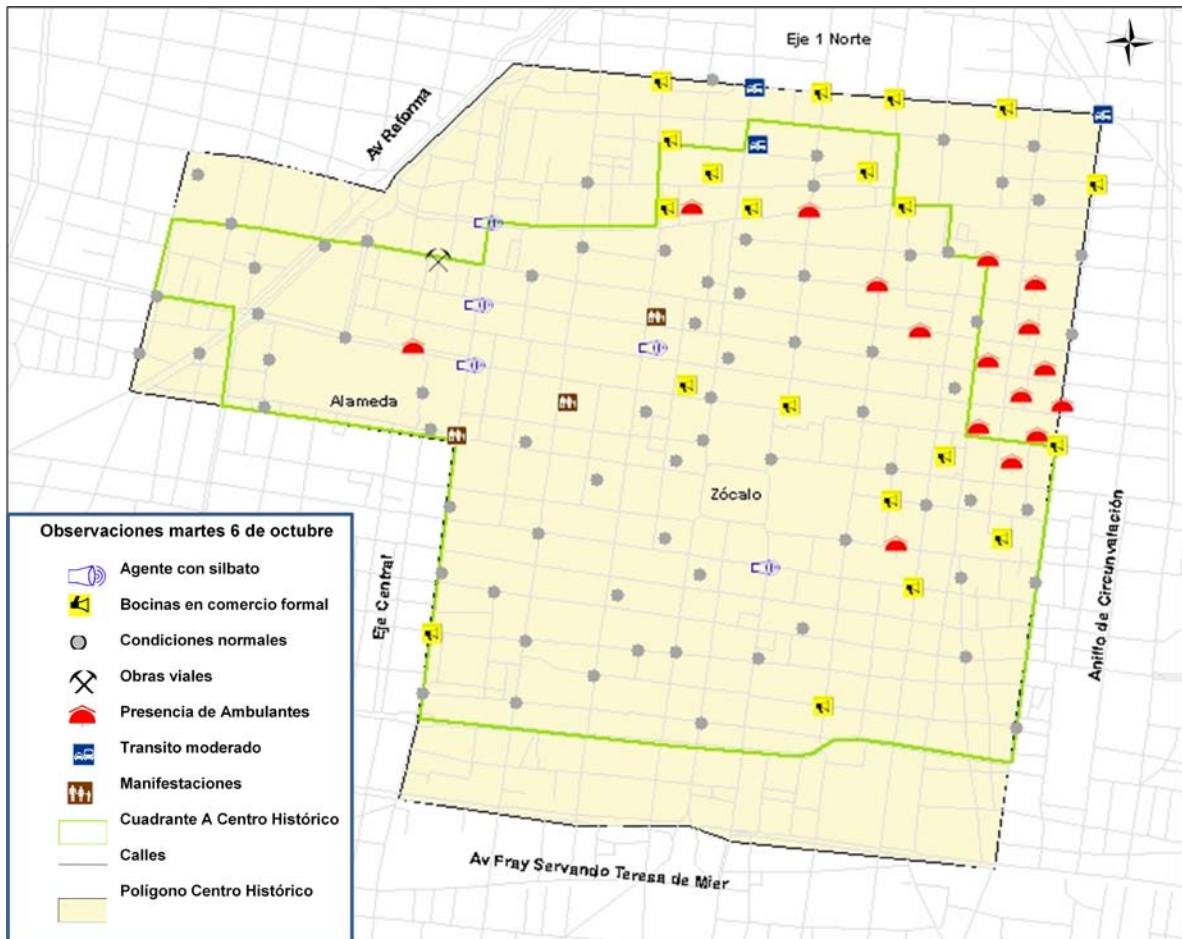 Eje 1 Norte
Av Reforma
Alameda
Zócalo
Eje Central
Anillo de Circunvalación
Av Fray Servando Teresa de Mier
Observaciones martes 6 de octubre
Agente con silbato
Bocinas en comercio formal
Condiciones normales
Obras viales
Presencia de Ambulantes
Transito moderado
Manifestaciones
Cuadrante A Centro Histórico
Calles
Polígono Centro Histórico